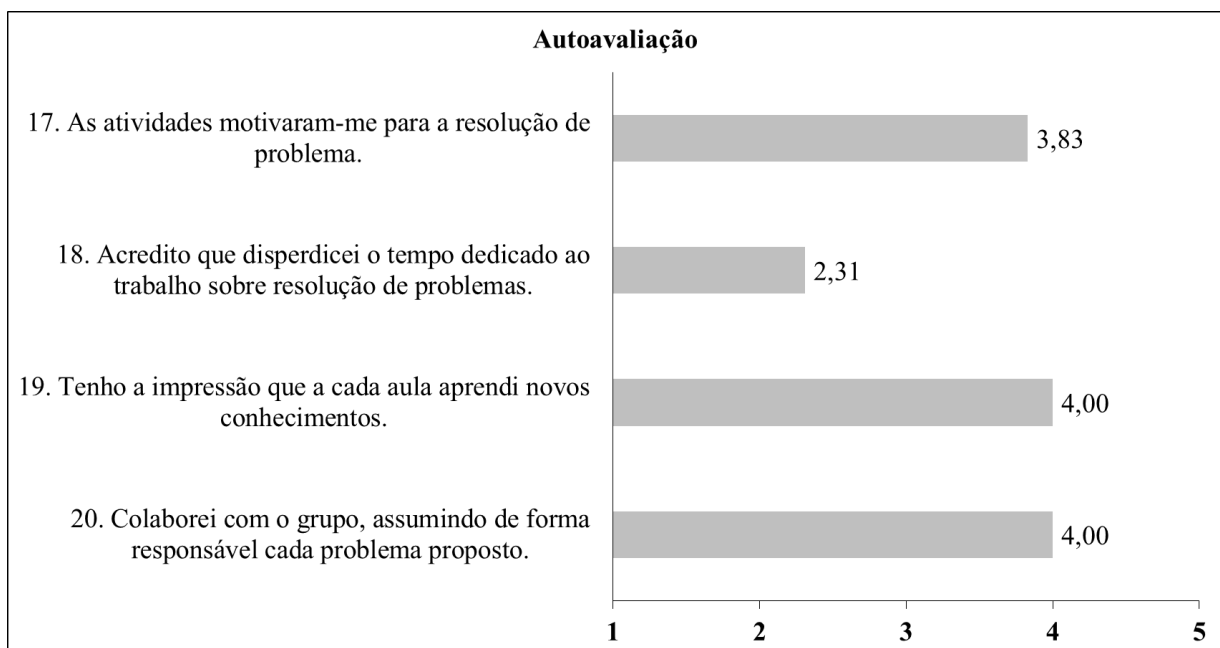 Autoavaliação
17. As atividades motivaram-me para a resolução de
problema.
3,83
18. Acredito que disperdicei o tempo dedicado ao
trabalho sobre resolução de problemas.
2,31
19. Tenho a impressão que a cada aula aprendi novos
conhecimentos.
4,00
20. Colaborei com o grupo, assumindo de forma
responsável cada problema proposto.
4,00
1 2 3 4 5